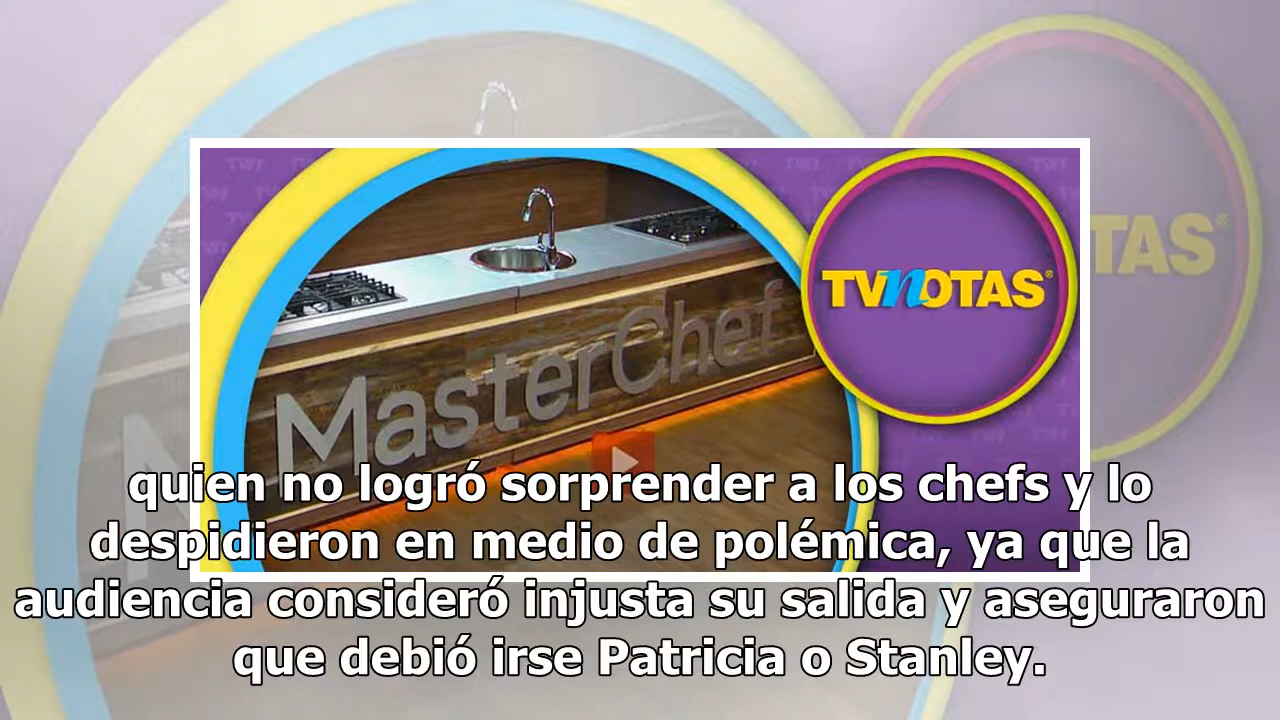 TVnOTAS®
TAS®
MasterChef
quien no logró sorprender a los chefs y lo
despidieron en medio de polémica, ya que la
audiencia consideró injusta su salida y aseguraron
que debió irse Patricia o Stanley.